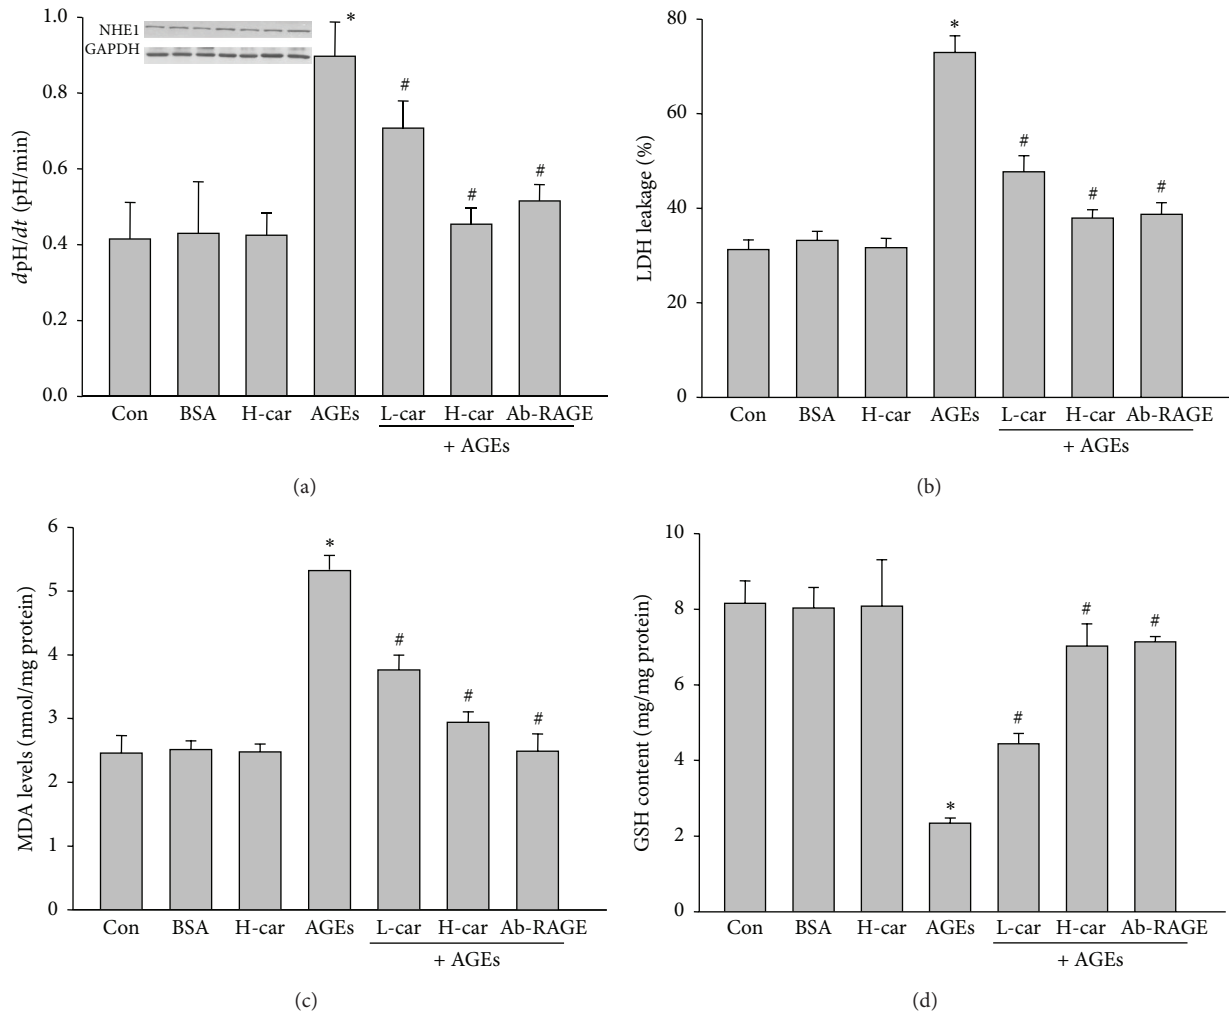 NHE1
GAPDH
*
#
#
#
1.0
0.8
0.6
0.4
0.2
0.0
dpH/dt (pH/min)
Con BSA H-car AGEs L-car H-car Ab-RAGE
+ AGEs
(a)
*
#
#
#
80
60
40
20
0
LDH leakage (%)
Con BSA H-car AGEs L-car H-car Ab-RAGE
+ AGEs
(b)
*
#
#
#
6
5
4
3
2
1
0
MDA levels (nmol/mg protein)
Con BSA H-car AGEs L-car H-car Ab-RAGE
+ AGEs
(c)
*
#
#
#
10
8
6
4
2
0
GSH content (mg/mg protein)
Con BSA H-car AGEs L-car H-car Ab-RAGE
+ AGEs
(d)